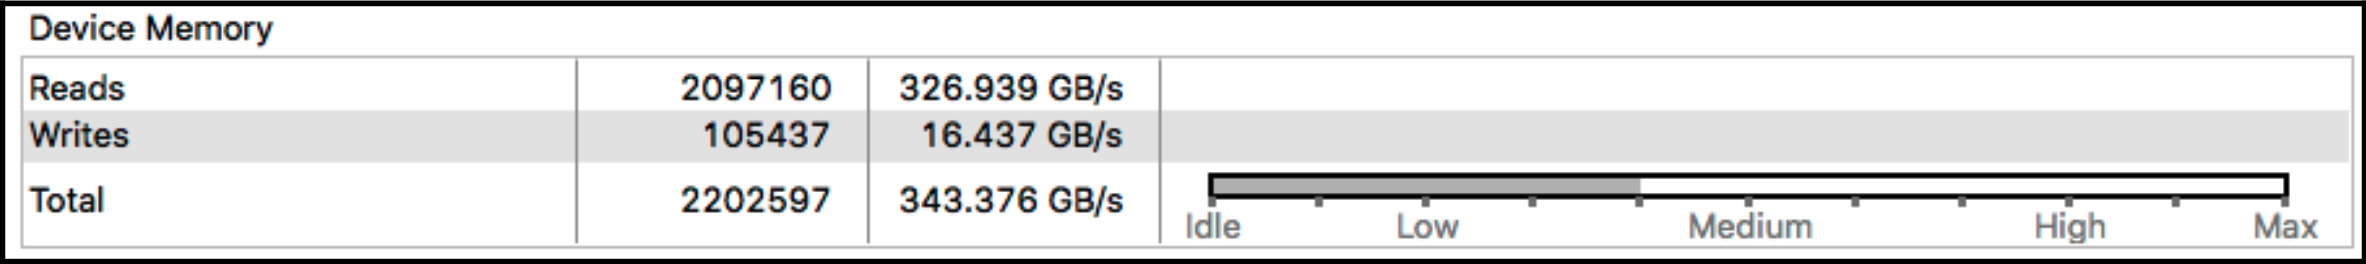 Device Memory
Reads 2097160 326.939 GB/s
Writes 105437 16.437 GB/s
Total 2202597 343.376 GB/s
Idle Low Medium High Max